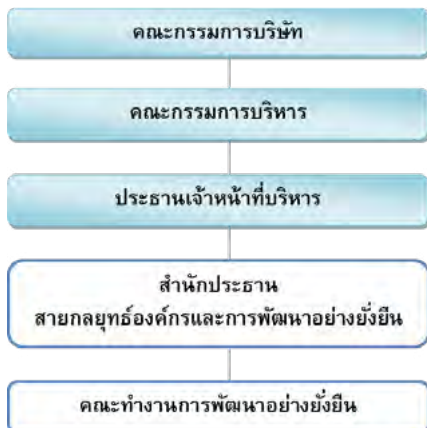 คณะกรรมการบริษัท
คณะกรรมการบริหาร
ประธานเจ้าหน้าที่บริหาร
สำนักประธาน
สายกลยุทธ์องค์กรและการพัฒนาอย่างยั่งยืน
คณะทำงานการพัฒนาอย่างยั่งยืน